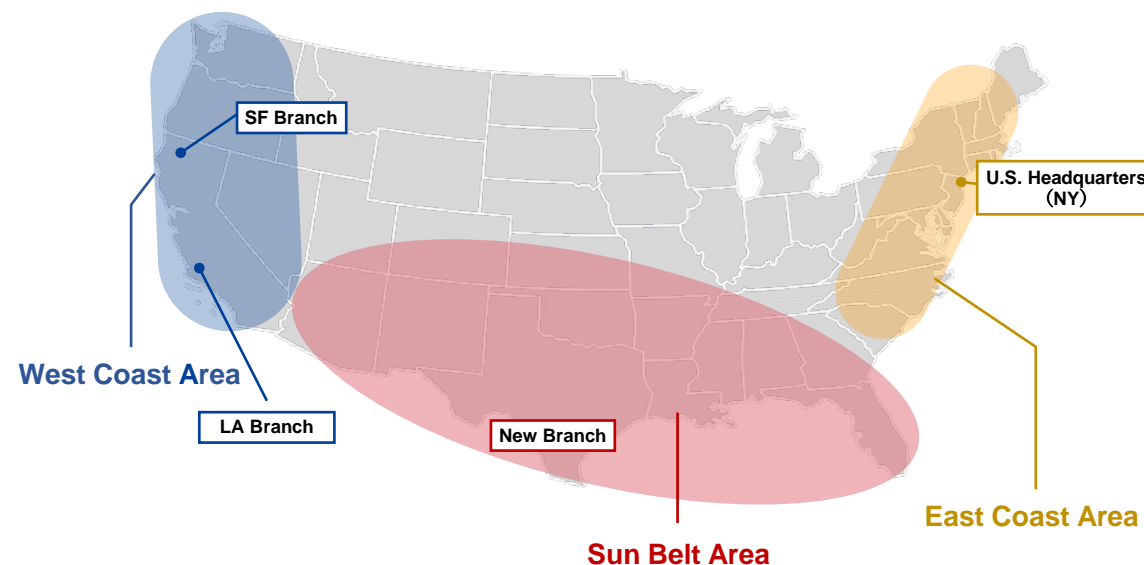 SF Branch
U.S. Headquarters
（NY）
West Coast Area
LA Branch
New Branch
East Coast Area
Sun Belt Area